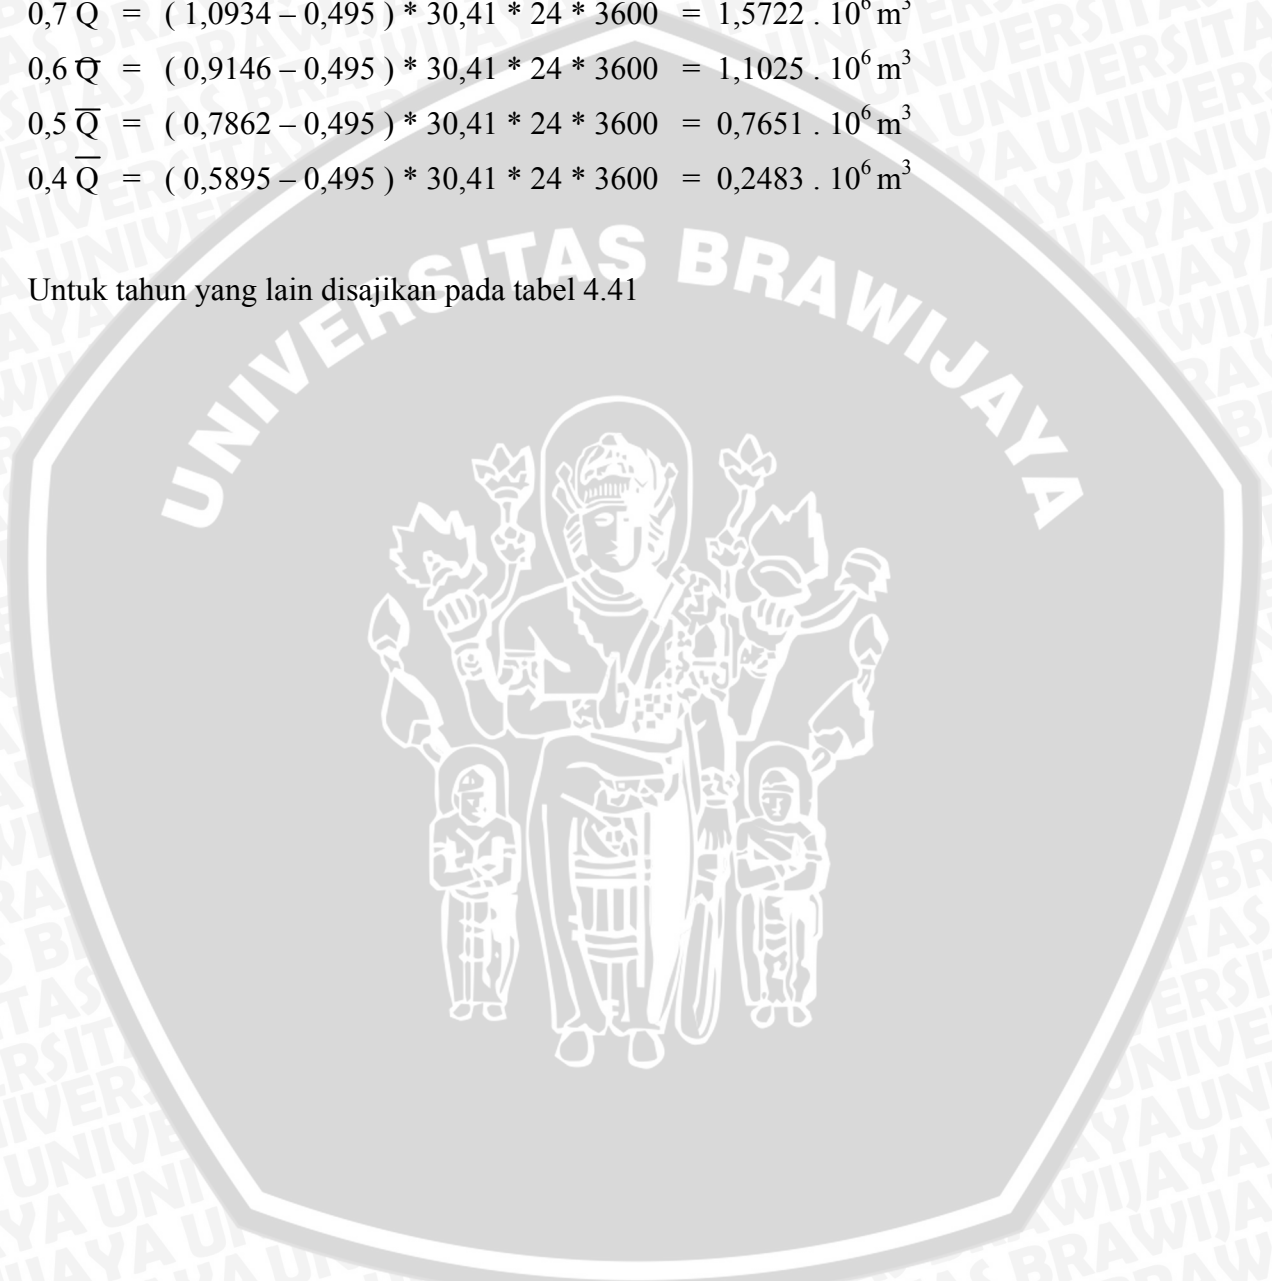 0,7 Q̅ = ( 1,0934 – 0,495 ) * 30,41 * 24 * 3600 = 1,5722 . 10⁶ m³
0,6 Q̅ = ( 0,9146 – 0,495 ) * 30,41 * 24 * 3600 = 1,1025 . 10⁶ m³
0,5 Q̅ = ( 0,7862 – 0,495 ) * 30,41 * 24 * 3600 = 0,7651 . 10⁶ m³
0,4 Q̅ = ( 0,5895 – 0,495 ) * 30,41 * 24 * 3600 = 0,2483 . 10⁶ m³
Untuk tahun yang lain disajikan pada tabel 4.41
UNIVERSITAS BRAWIJAYA